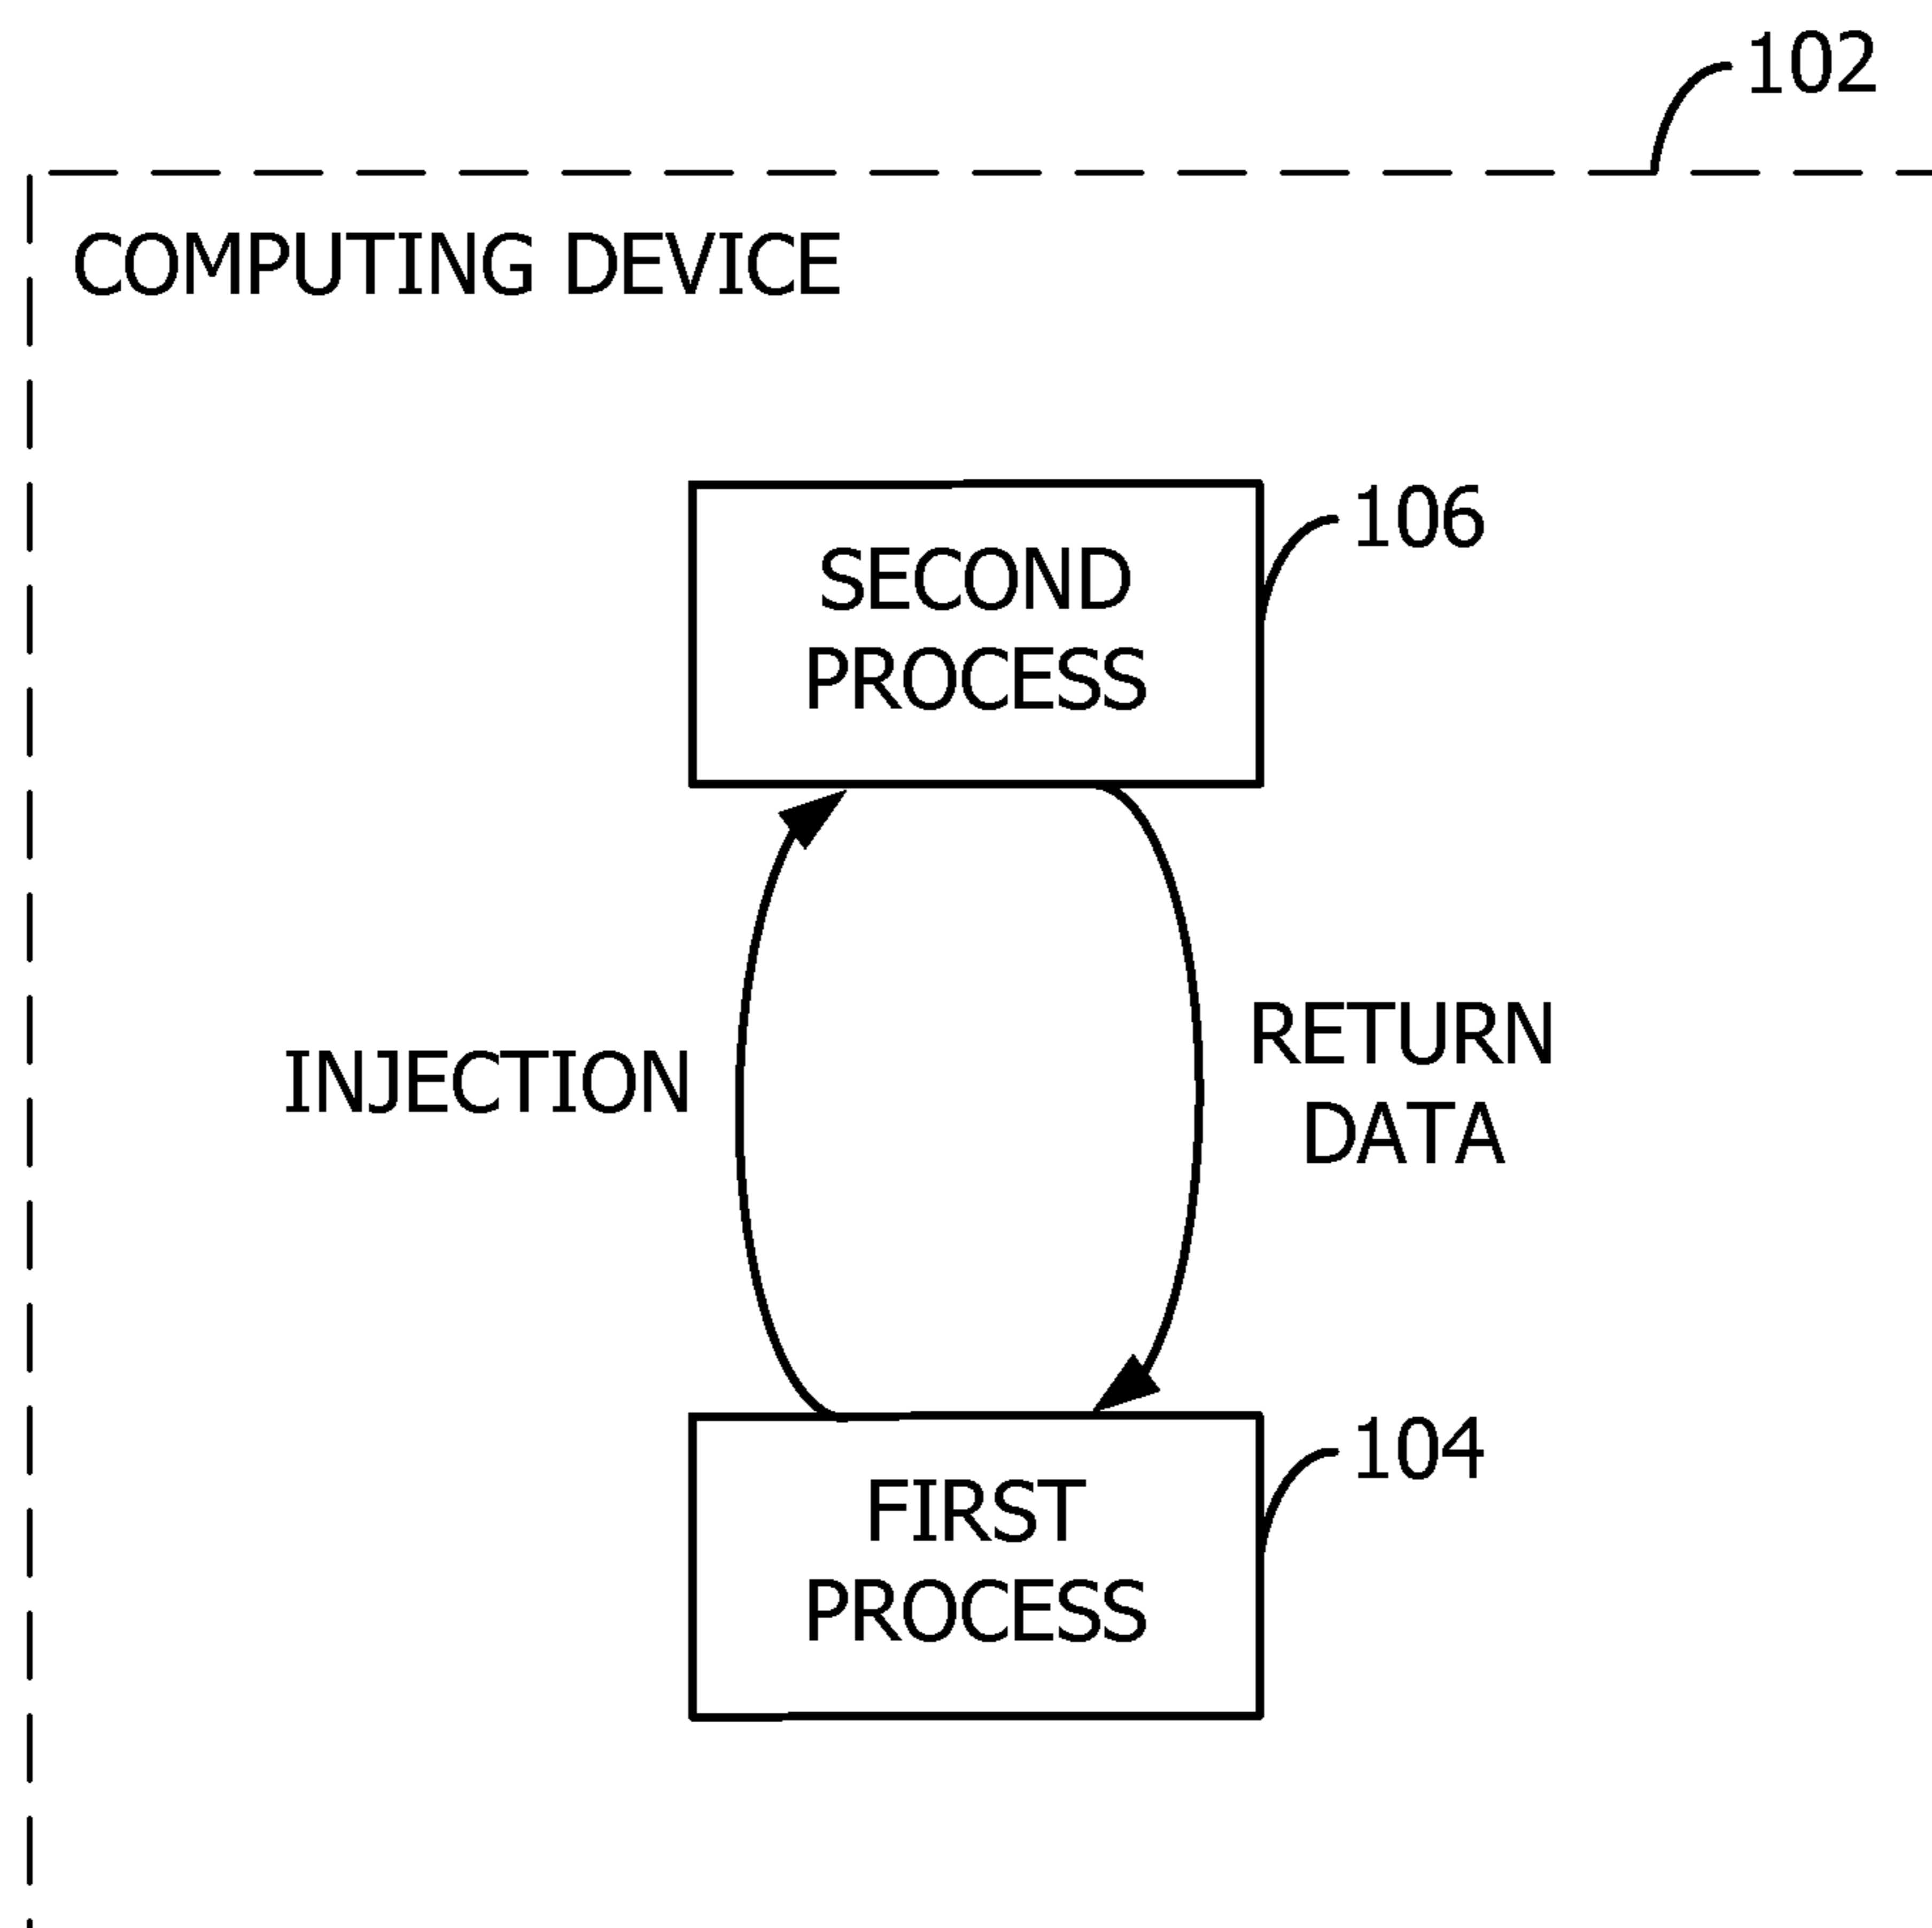 102
COMPUTING DEVICE
106
SECOND
PROCESS
INJECTION
RETURN
DATA
104
FIRST
PROCESS